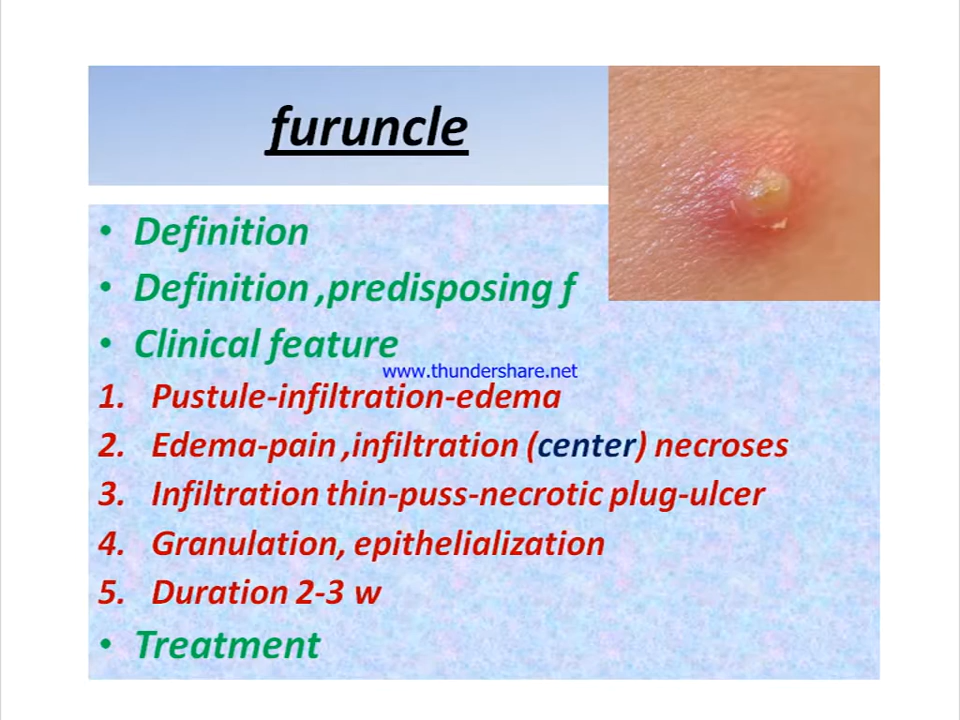 furuncle
• Definition
• Definition ,predisposing f
• Clinical feature
www.thundershare.net
1. Pustule-infiltration-edema
2. Edema-pain ,infiltration (center) necroses
3. Infiltration thin-puss-necrotic plug-ulcer
4. Granulation, epithelialization
5. Duration 2-3 w
• Treatment